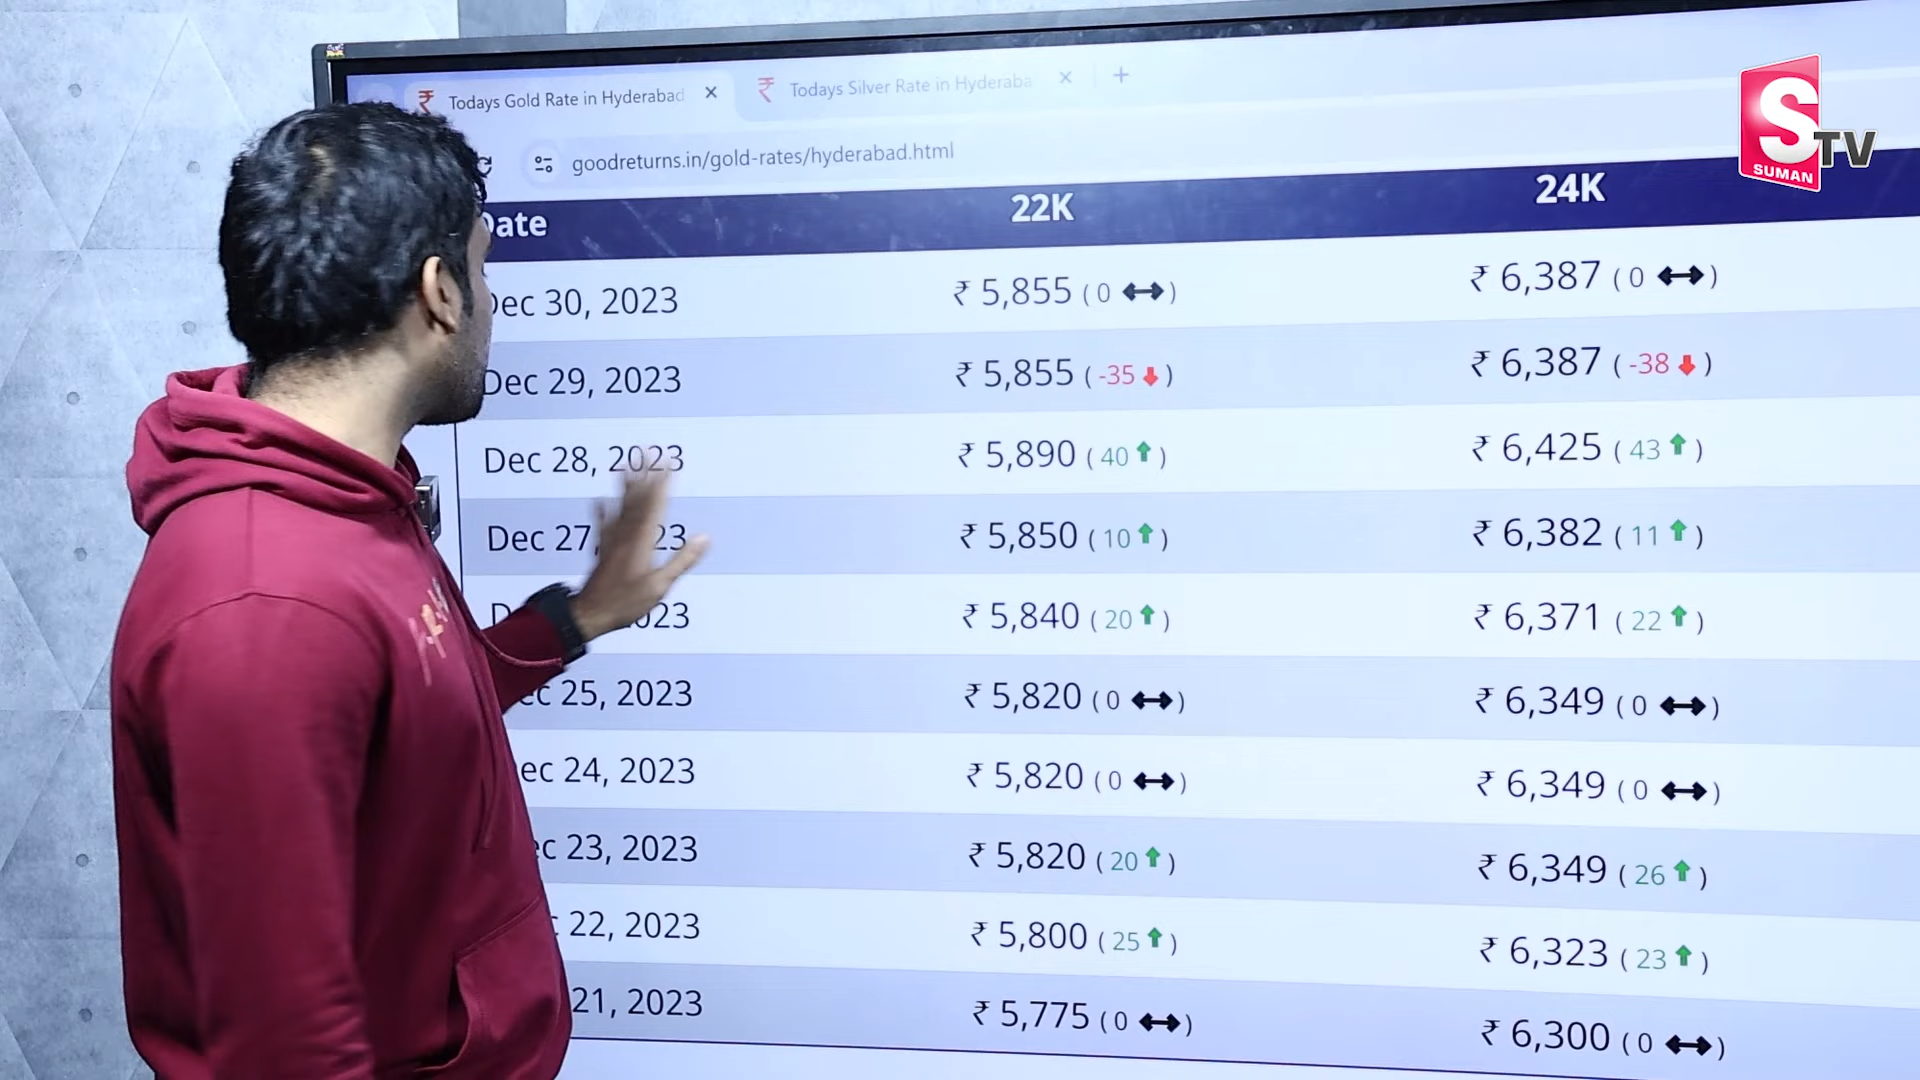 Todays Gold Rate in Hyderabad
Todays Silver Rate in Hyderaba
goodreturns.in/gold-rates/hyderabad.html
S TV
SUMAN
Date 22K 24K
Dec 30, 2023 ₹ 5,855 ( 0 ↔ ) ₹ 6,387 ( 0 ↔ )
Dec 29, 2023 ₹ 5,855 ( -35 ↓ ) ₹ 6,387 ( -38 ↓ )
Dec 28, 2023 ₹ 5,890 ( 40 ↑ ) ₹ 6,425 ( 43 ↑ )
Dec 27, 23 ₹ 5,850 ( 10 ↑ ) ₹ 6,382 ( 11 ↑ )
D 023 ₹ 5,840 ( 20 ↑ ) ₹ 6,371 ( 22 ↑ )
ec 25, 2023 ₹ 5,820 ( 0 ↔ ) ₹ 6,349 ( 0 ↔ )
ec 24, 2023 ₹ 5,820 ( 0 ↔ ) ₹ 6,349 ( 0 ↔ )
ec 23, 2023 ₹ 5,820 ( 20 ↑ ) ₹ 6,349 ( 26 ↑ )
22, 2023 ₹ 5,800 ( 25 ↑ ) ₹ 6,323 ( 23 ↑ )
21, 2023 ₹ 5,775 ( 0 ↔ ) ₹ 6,300 ( 0 ↔ )